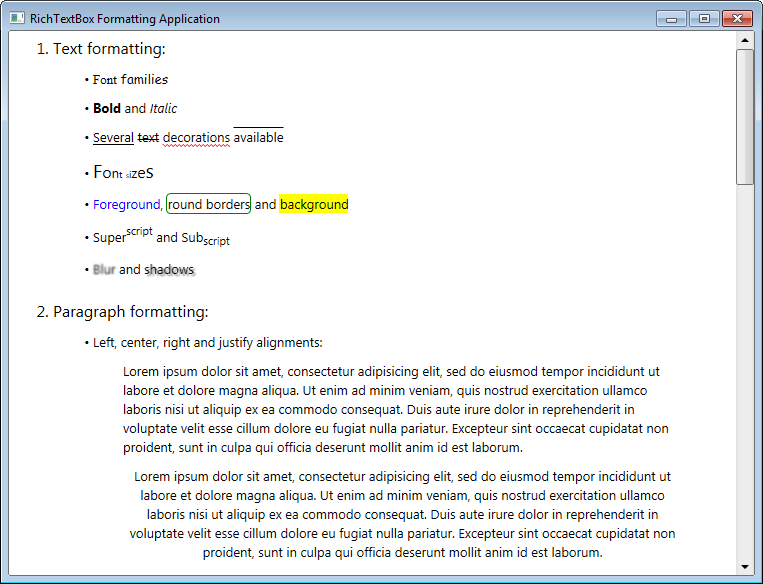 RichTextBox Formatting Application
1. Text formatting:
• Font families
• Bold and Italic
• Several text decorations available
• Font sizes
• Foreground, round borders and background
• Superscript and Subscript
• Blur and shadows
2. Paragraph formatting:
• Left, center, right and justify alignments:
Lorem ipsum dolor sit amet, consectetur adipisicing elit, sed do eiusmod tempor incididunt ut
labore et dolore magna aliqua. Ut enim ad minim veniam, quis nostrud exercitation ullamco
laboris nisi ut aliquip ex ea commodo consequat. Duis aute irure dolor in reprehenderit in
voluptate velit esse cillum dolore eu fugiat nulla pariatur. Excepteur sint occaecat cupidatat non
proident, sunt in culpa qui officia deserunt mollit anim id est laborum.
Lorem ipsum dolor sit amet, consectetur adipisicing elit, sed do eiusmod tempor incididunt ut
labore et dolore magna aliqua. Ut enim ad minim veniam, quis nostrud exercitation ullamco
laboris nisi ut aliquip ex ea commodo consequat. Duis aute irure dolor in reprehenderit in
voluptate velit esse cillum dolore eu fugiat nulla pariatur. Excepteur sint occaecat cupidatat non
proident, sunt in culpa qui officia deserunt mollit anim id est laborum.